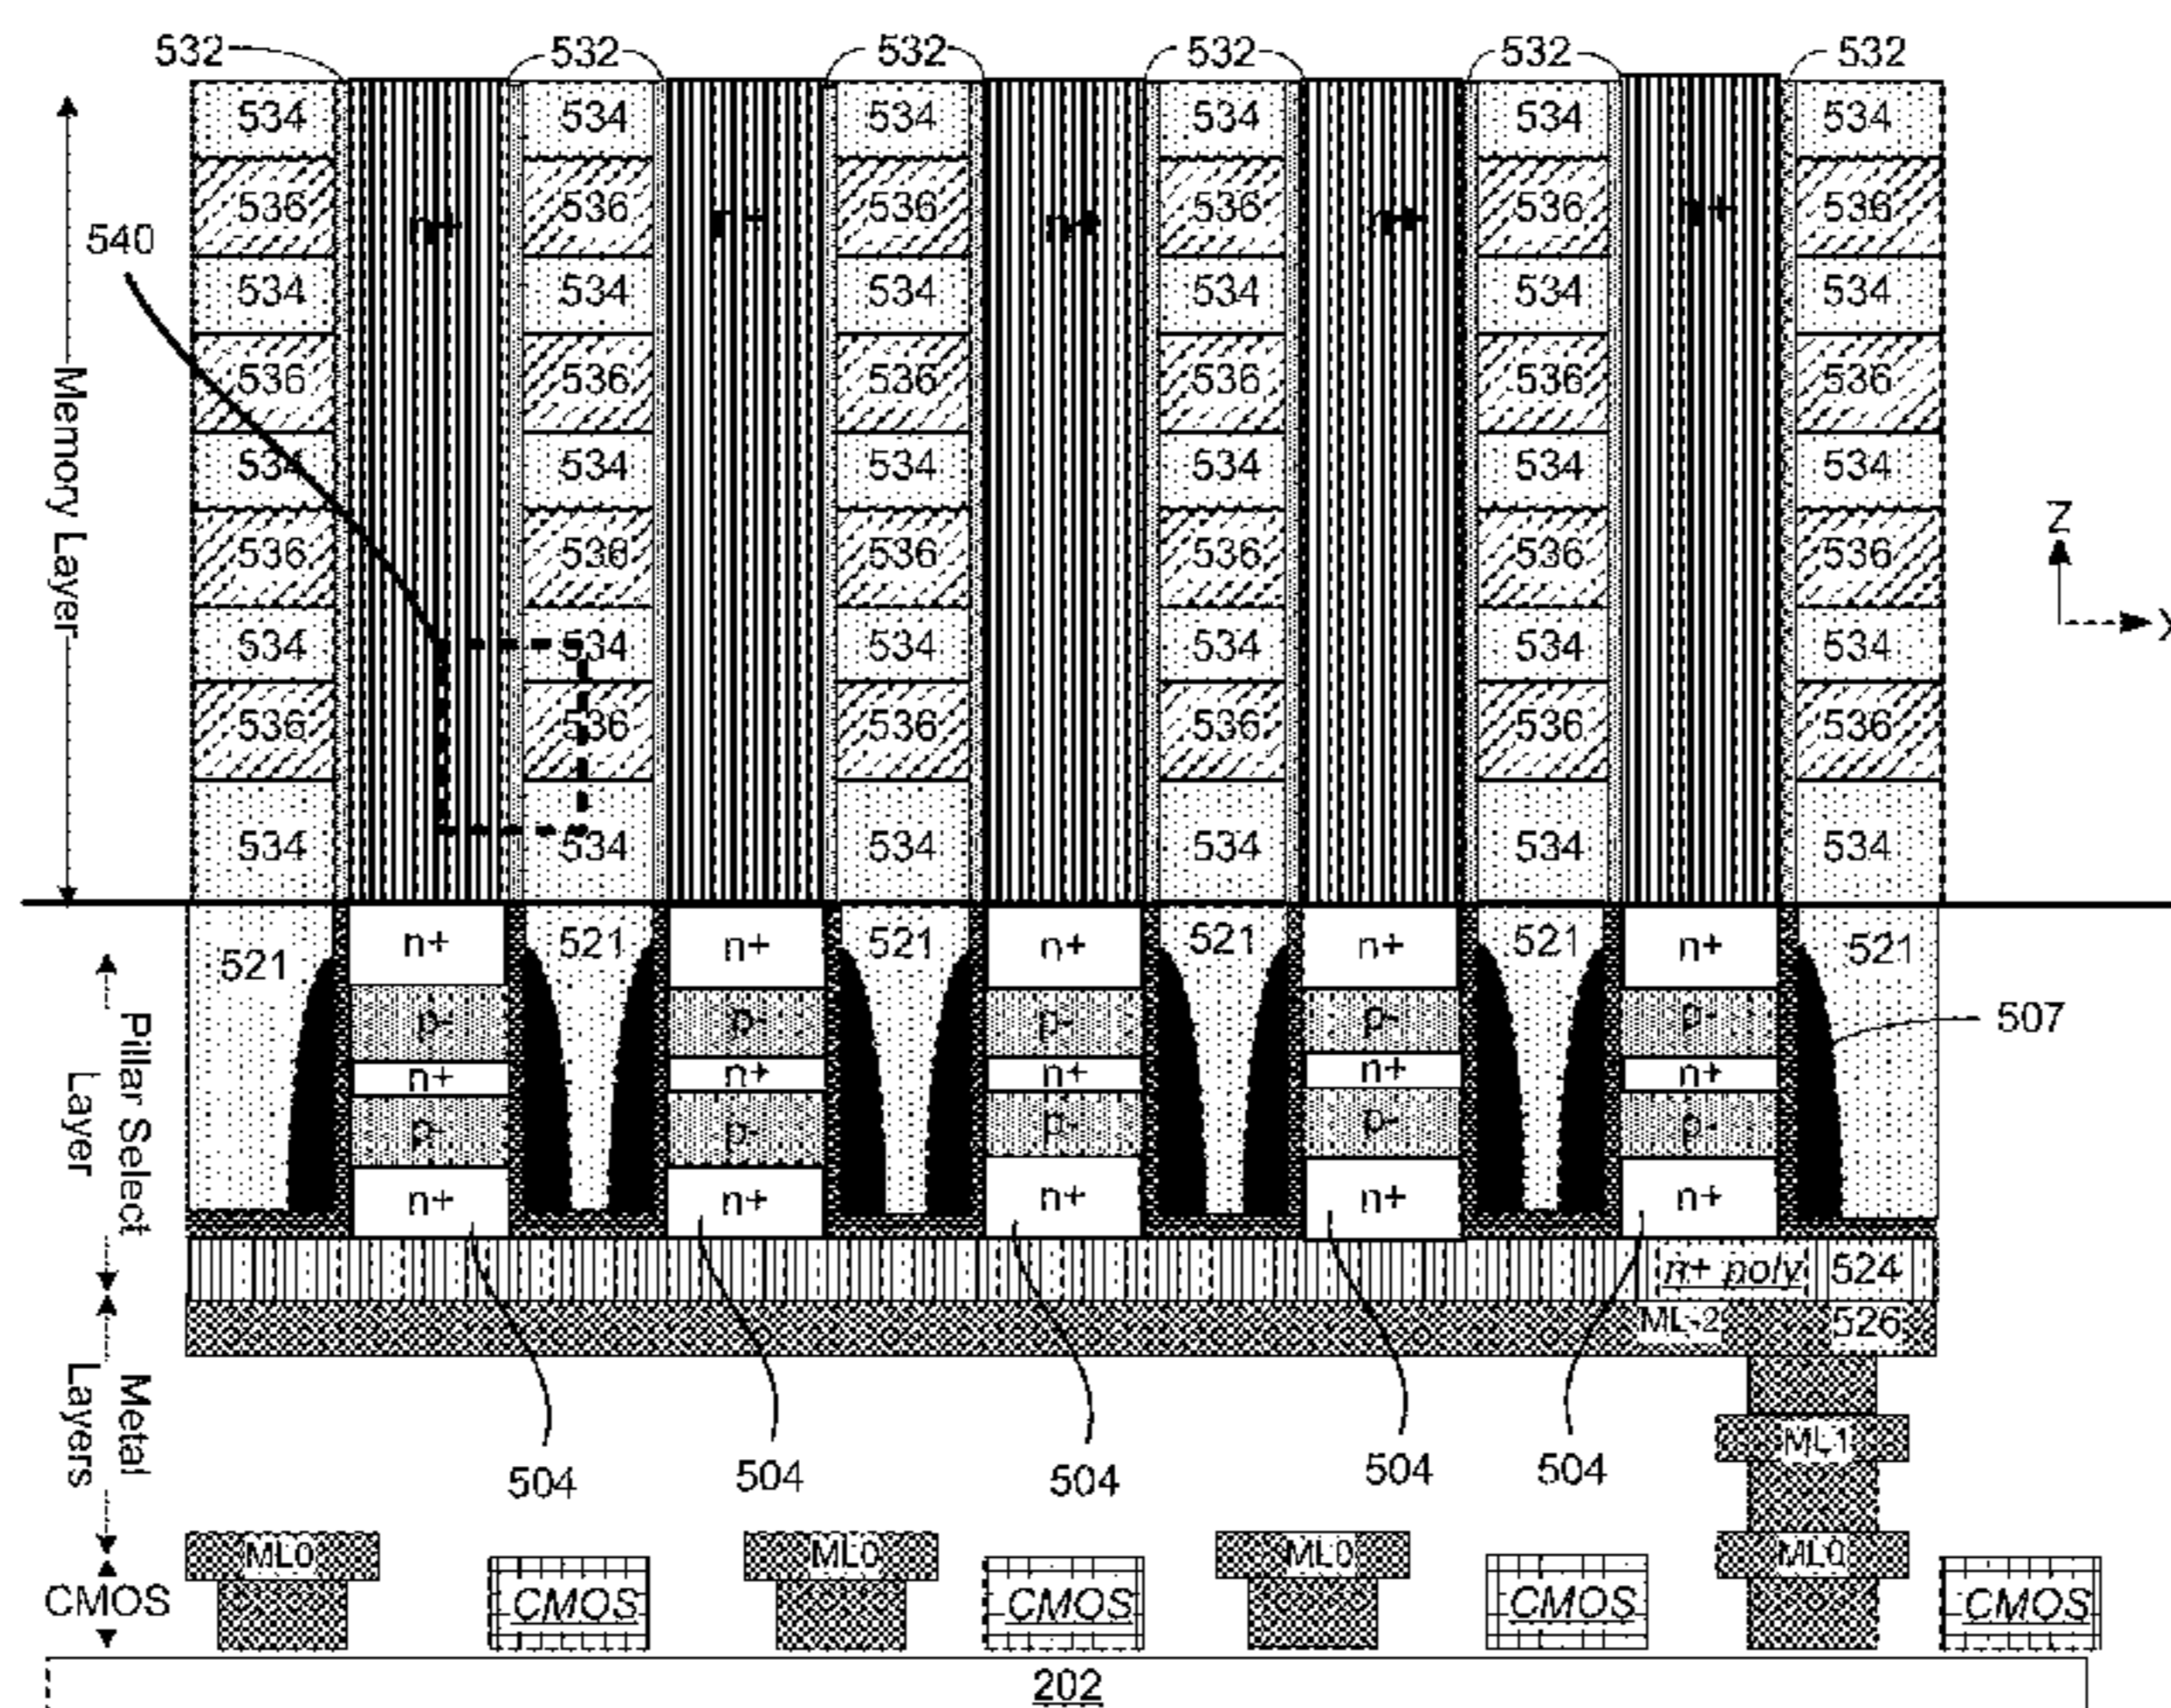 532 532 532 532 532 532
534 534 534 534 534 534
536 n+ 536 536 n+ 536 n+ 536 n+ 536
540
534 534 534 534 534 534
536 536 536 536 536 536
534 534 534 534 534 534
Z
536 536 536 536 536 536
X
534 534 534 534 534 534
536 536 536 536 536 536
534 534 534 534 534 534
Memory Layer
521 n+ 521 n+ 521 n+ 521 n+ 521 n+ 521
p- p- p- p- p- 507
n+ n+ n+ n+ n+
p- p- p- p- p-
n+ n+ n+ n+ n+
Pillar Select
Layer
n+ poly 524
ML-2 526
Metal
Layers
ML1
504 504 504 504 504
ML0 ML0 ML0 ML0
CMOS CMOS CMOS CMOS CMOS
202